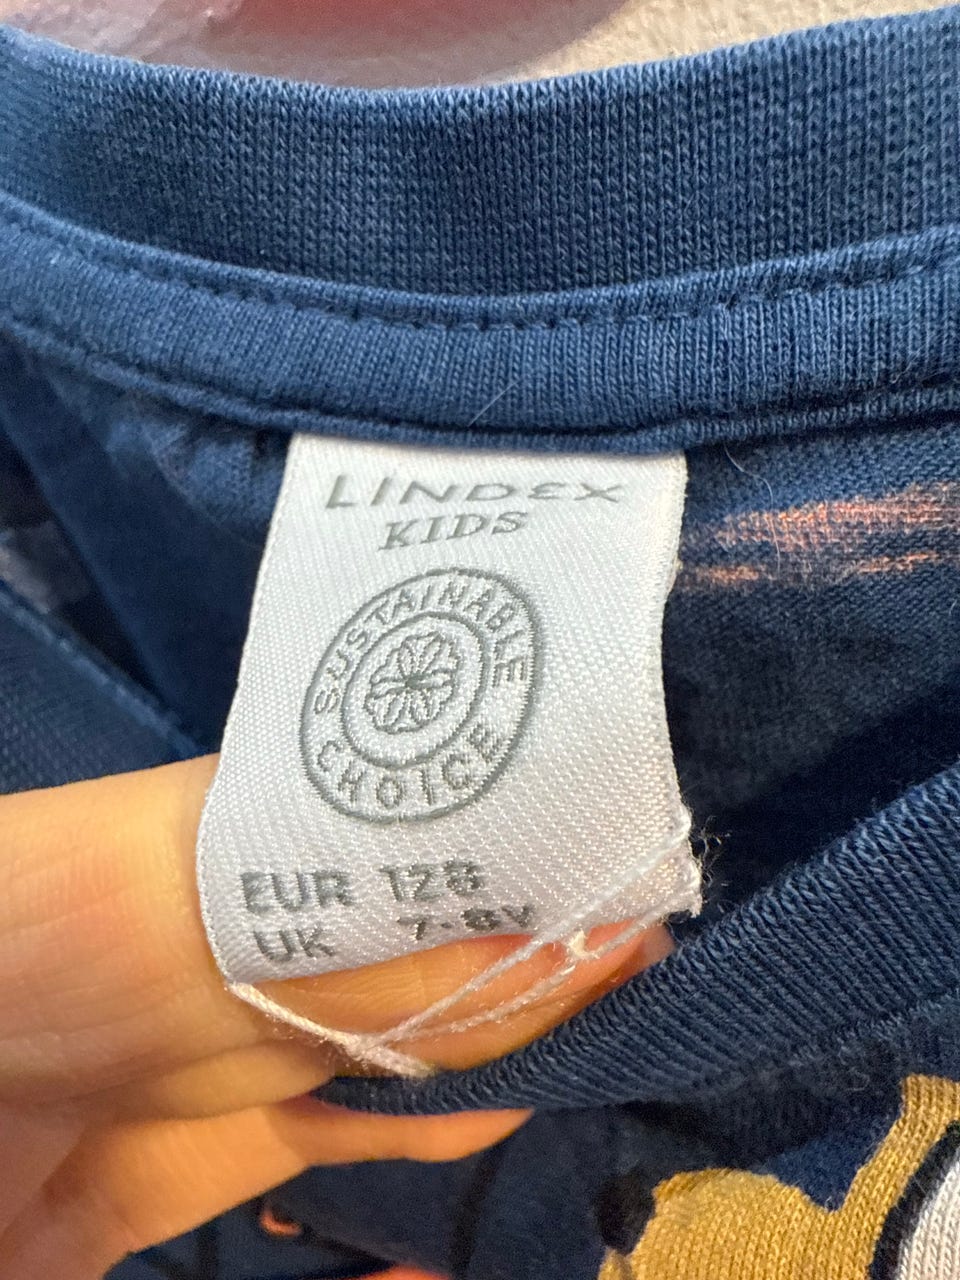 LINDEX
KIDS
SUSTAINABLE
CHOICE
EUR 128
UK 7-8Y